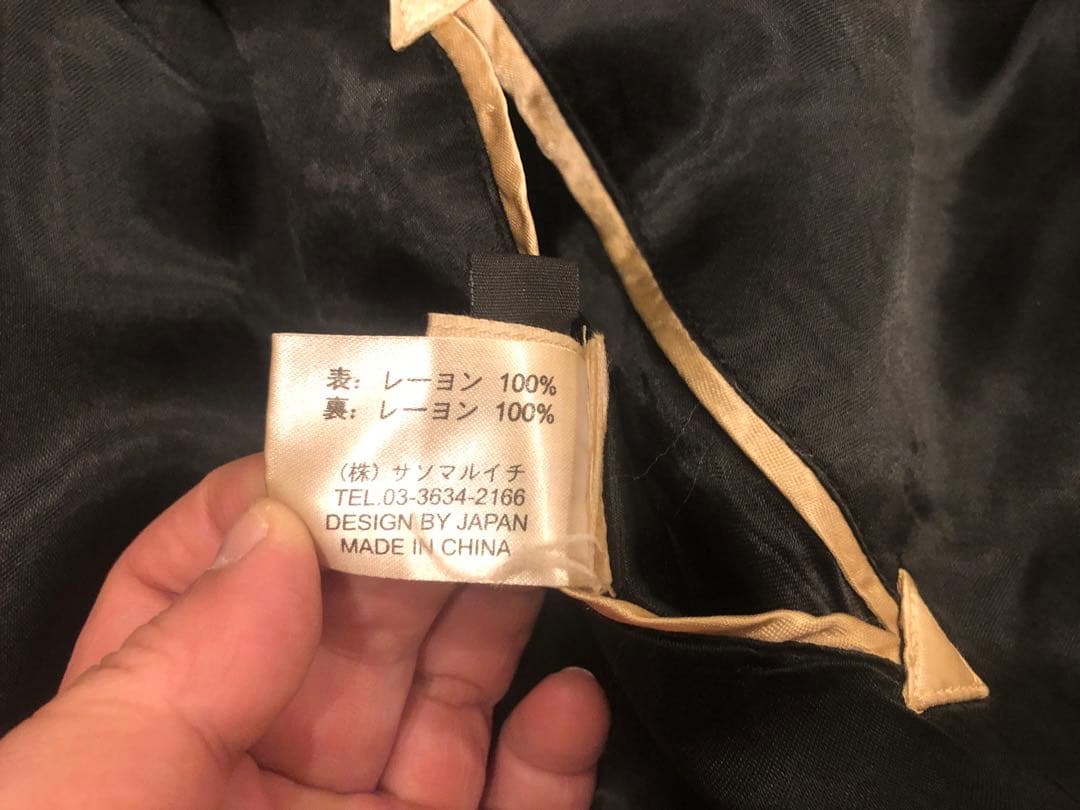 表: レーヨン 100%
裏: レーヨン 100%
(株) サンマルイチ
TEL.03-3634-2166
DESIGN BY JAPAN
MADE IN CHINA